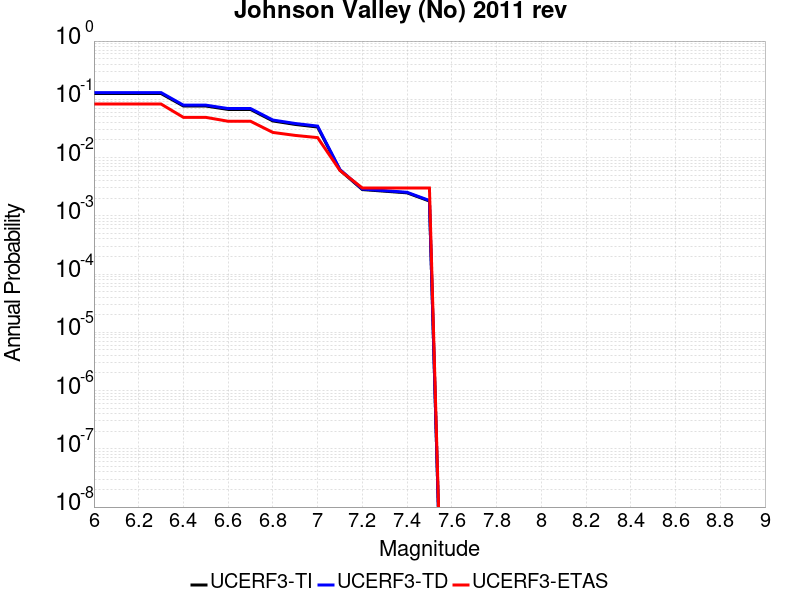 Johnson Valley (No) 2011 rev
10^0
10^-1
10^-2
10^-3
10^-4
10^-5
10^-6
10^-7
10^-8
Annual Probability
6 6.2 6.4 6.6 6.8 7 7.2 7.4 7.6 7.8 8 8.2 8.4 8.6 8.8 9
Magnitude
UCERF3-TI UCERF3-TD UCERF3-ETAS